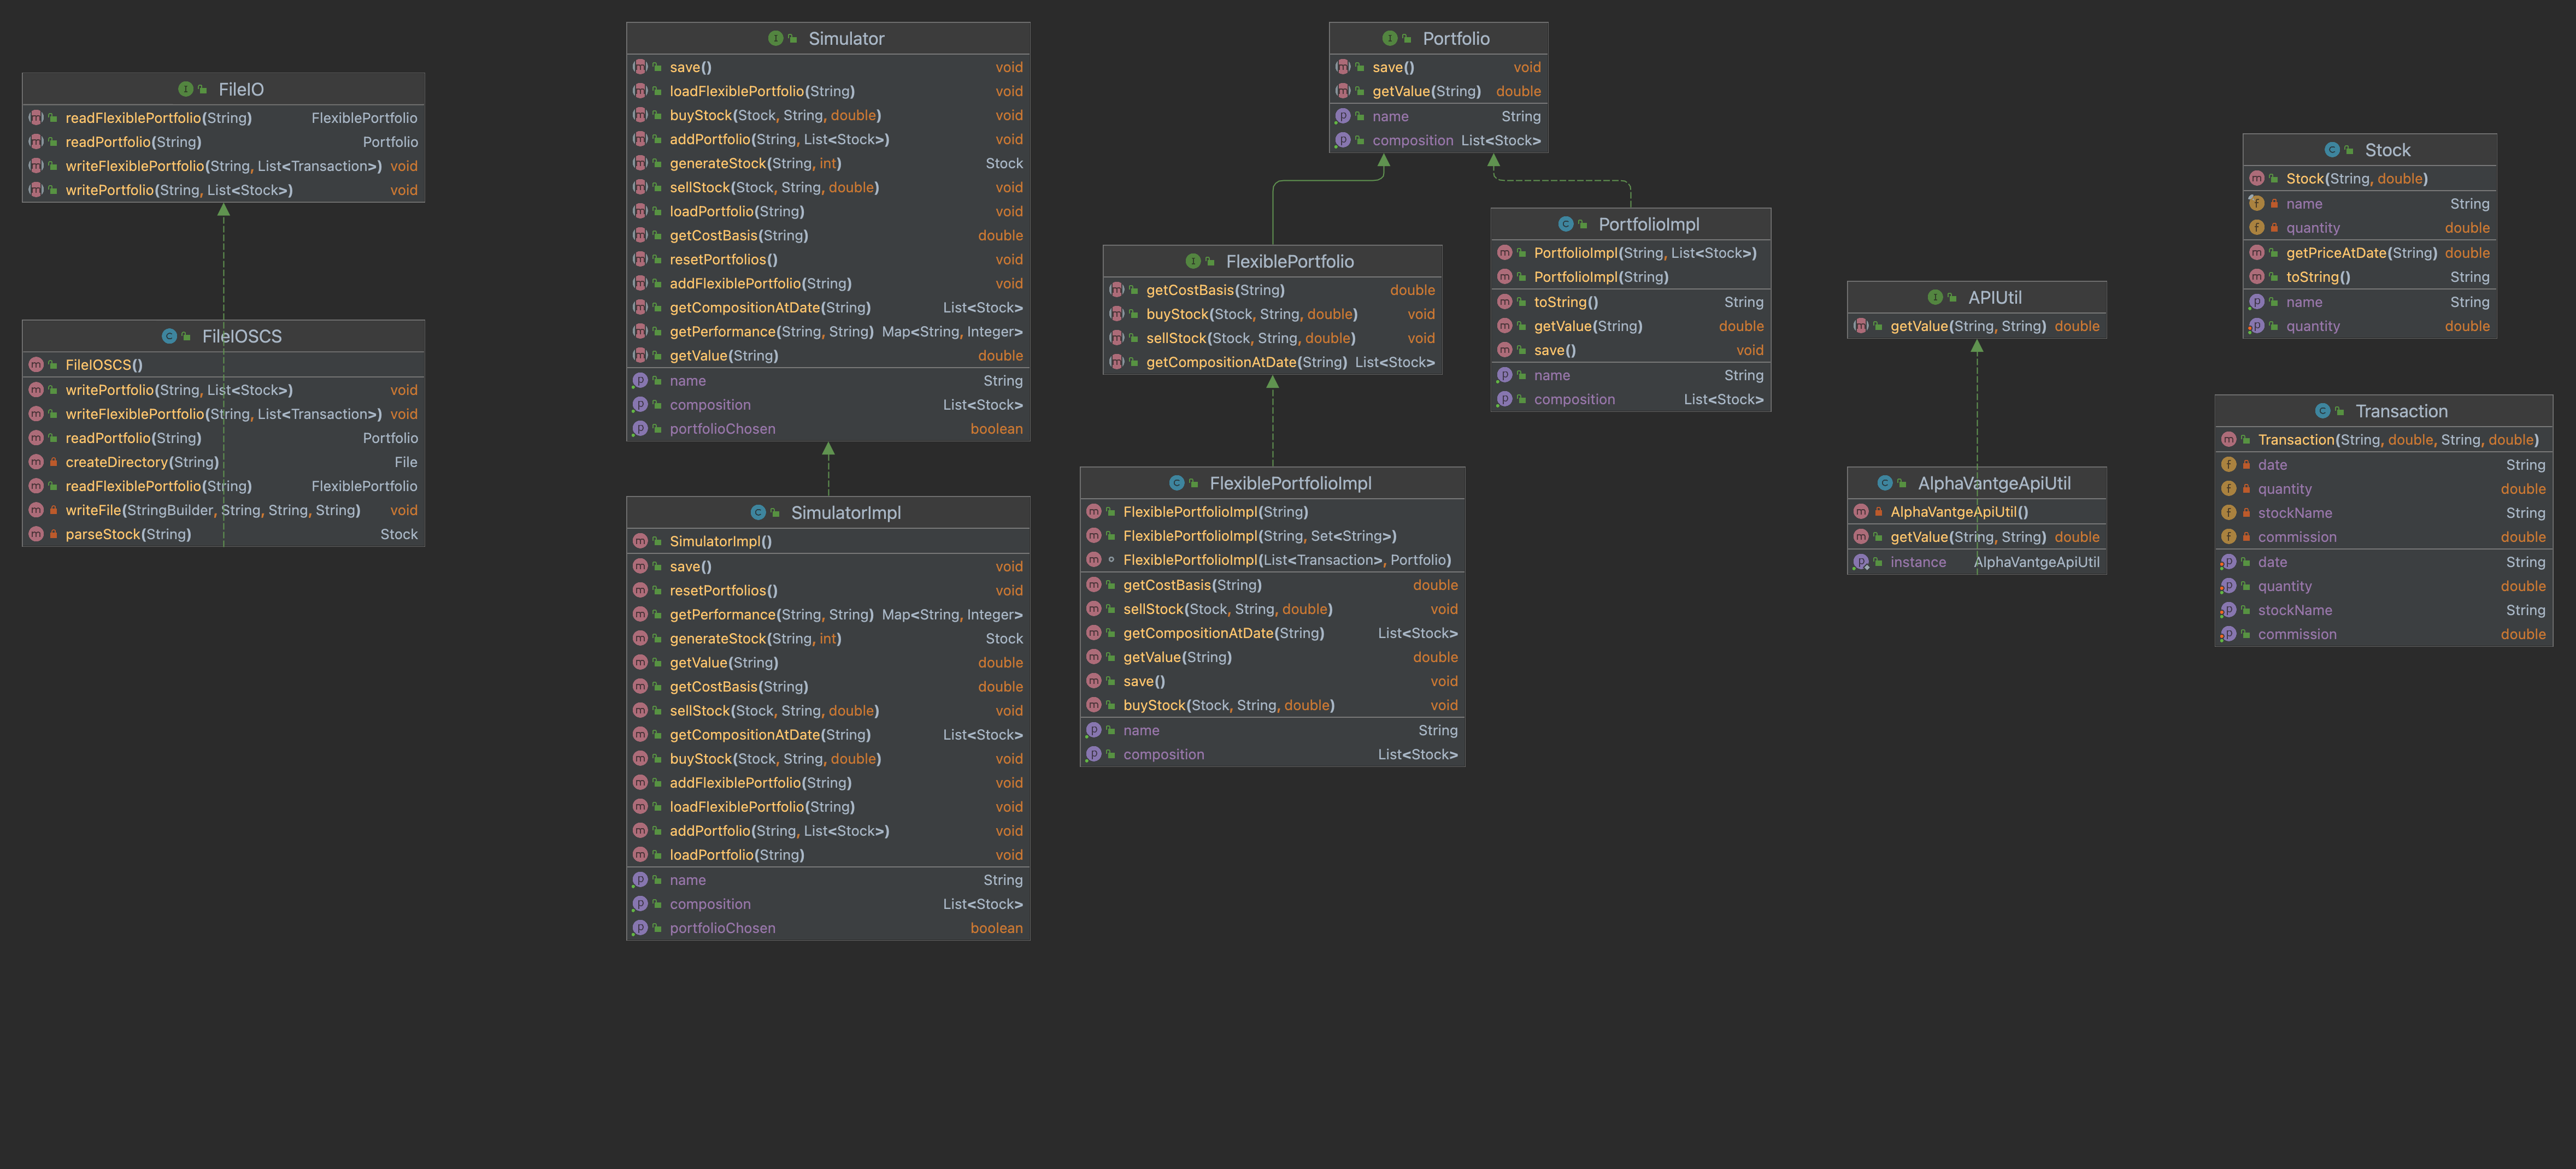 FileIO
readFlexiblePortfolio(String) FlexiblePortfolio
readPortfolio(String) Portfolio
writeFlexiblePortfolio(String, List<Transaction>) void
writePortfolio(String, List<Stock>) void
FileIOSCS
FileIOSCS()
writePortfolio(String, List<Stock>) void
writeFlexiblePortfolio(String, List<Transaction>) void
readPortfolio(String) Portfolio
createDirectory(String) File
readFlexiblePortfolio(String) FlexiblePortfolio
writeFile(StringBuilder, String, String, String) void
parseStock(String) Stock
Simulator
save() void
loadFlexiblePortfolio(String) void
buyStock(Stock, String, double) void
addPortfolio(String, List<Stock>) void
generateStock(String, int) Stock
sellStock(Stock, String, double) void
loadPortfolio(String) void
getCostBasis(String) double
resetPortfolios() void
addFlexiblePortfolio(String) void
getCompositionAtDate(String) List<Stock>
getPerformance(String, String) Map<String, Integer>
getValue(String) double
name String
composition List<Stock>
portfolioChosen boolean
SimulatorImpl
SimulatorImpl()
save() void
resetPortfolios() void
getPerformance(String, String) Map<String, Integer>
generateStock(String, int) Stock
getValue(String) double
getCostBasis(String) double
sellStock(Stock, String, double) void
getCompositionAtDate(String) List<Stock>
buyStock(Stock, String, double) void
addFlexiblePortfolio(String) void
loadFlexiblePortfolio(String) void
addPortfolio(String, List<Stock>) void
loadPortfolio(String) void
name String
composition List<Stock>
portfolioChosen boolean
Portfolio
save() void
getValue(String) double
name String
composition List<Stock>
FlexiblePortfolio
getCostBasis(String) double
buyStock(Stock, String, double) void
sellStock(Stock, String, double) void
getCompositionAtDate(String) List<Stock>
PortfolioImpl
PortfolioImpl(String, List<Stock>)
PortfolioImpl(String)
toString() String
getValue(String) double
save() void
name String
composition List<Stock>
FlexiblePortfolioImpl
FlexiblePortfolioImpl(String)
FlexiblePortfolioImpl(String, Set<String>)
FlexiblePortfolioImpl(List<Transaction>, Portfolio)
getCostBasis(String) double
sellStock(Stock, String, double) void
getCompositionAtDate(String) List<Stock>
getValue(String) double
save() void
buyStock(Stock, String, double) void
name String
composition List<Stock>
APIUtil
getValue(String, String) double
AlphaVantgeApiUtil
AlphaVantgeApiUtil()
getValue(String, String) double
instance AlphaVantgeApiUtil
Stock
Stock(String, double)
name String
quantity double
getPriceAtDate(String) double
toString() String
name String
quantity double
Transaction
Transaction(String, double, String, double)
date String
quantity double
stockName String
commission double
date String
quantity double
stockName String
commission double